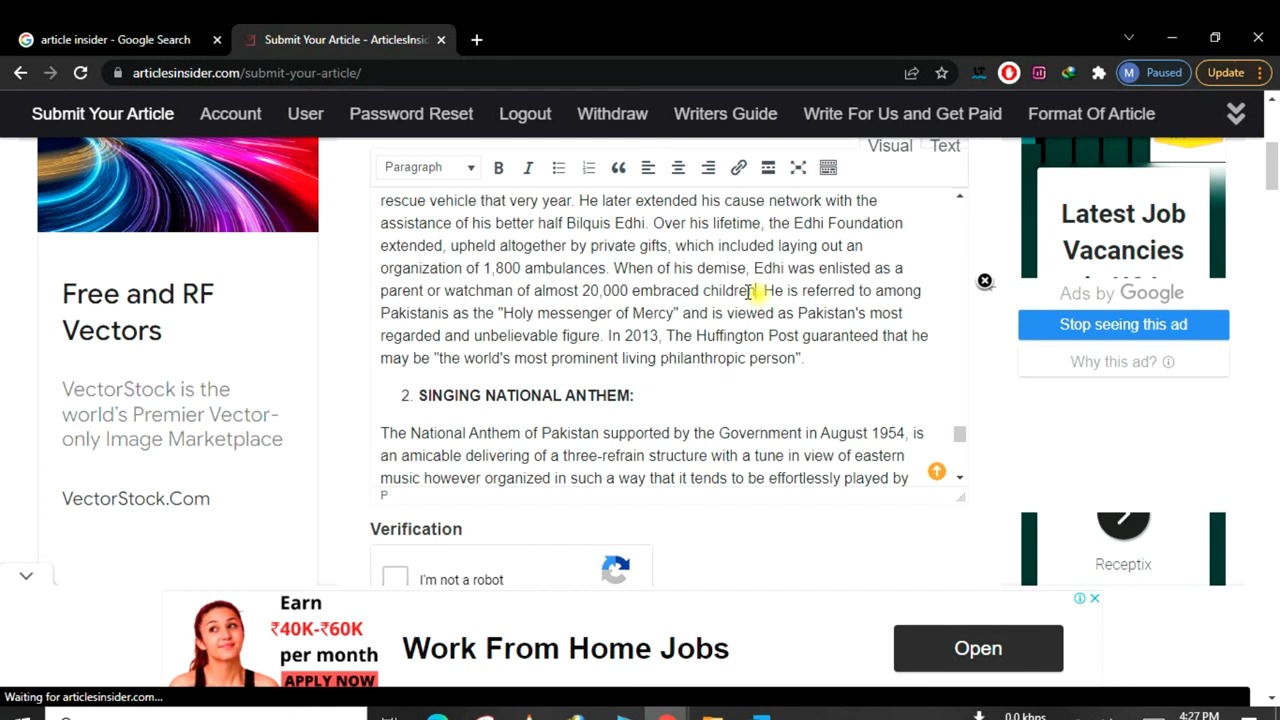 article insider - Google Search
Submit Your Article - ArticlesInsi
articlesinsider.com/submit-your-article/
M Paused
Update
Submit Your Article Account User Password Reset Logout Withdraw Writers Guide Write For Us and Get Paid Format Of Article
Visual Text
Paragraph
rescue vehicle that very year. He later extended his cause network with the
assistance of his better half Bilquis Edhi. Over his lifetime, the Edhi Foundation
extended, upheld altogether by private gifts, which included laying out an
organization of 1,800 ambulances. When of his demise, Edhi was enlisted as a
parent or watchman of almost 20,000 embraced children. He is referred to among
Pakistanis as the "Holy messenger of Mercy" and is viewed as Pakistan's most
regarded and unbelievable figure. In 2013, The Huffington Post guaranteed that he
may be "the world's most prominent living philanthropic person".
2. SINGING NATIONAL ANTHEM:
The National Anthem of Pakistan supported by the Government in August 1954, is
an amicable delivering of a three-refrain structure with a tune in view of eastern
music however organized in such a way that it tends to be effortlessly played by
P
Verification
I'm not a robot
Free and RF
Vectors
VectorStock is the
world's Premier Vector-
only Image Marketplace
VectorStock.Com
Latest Job
Vacancies
Ads by Google
Stop seeing this ad
Why this ad?
Receptix
Earn
₹40K-₹60K
per month
APPLY NOW
Work From Home Jobs
Open
Waiting for articlesinsider.com...
0.0 kbps
4:27 PM